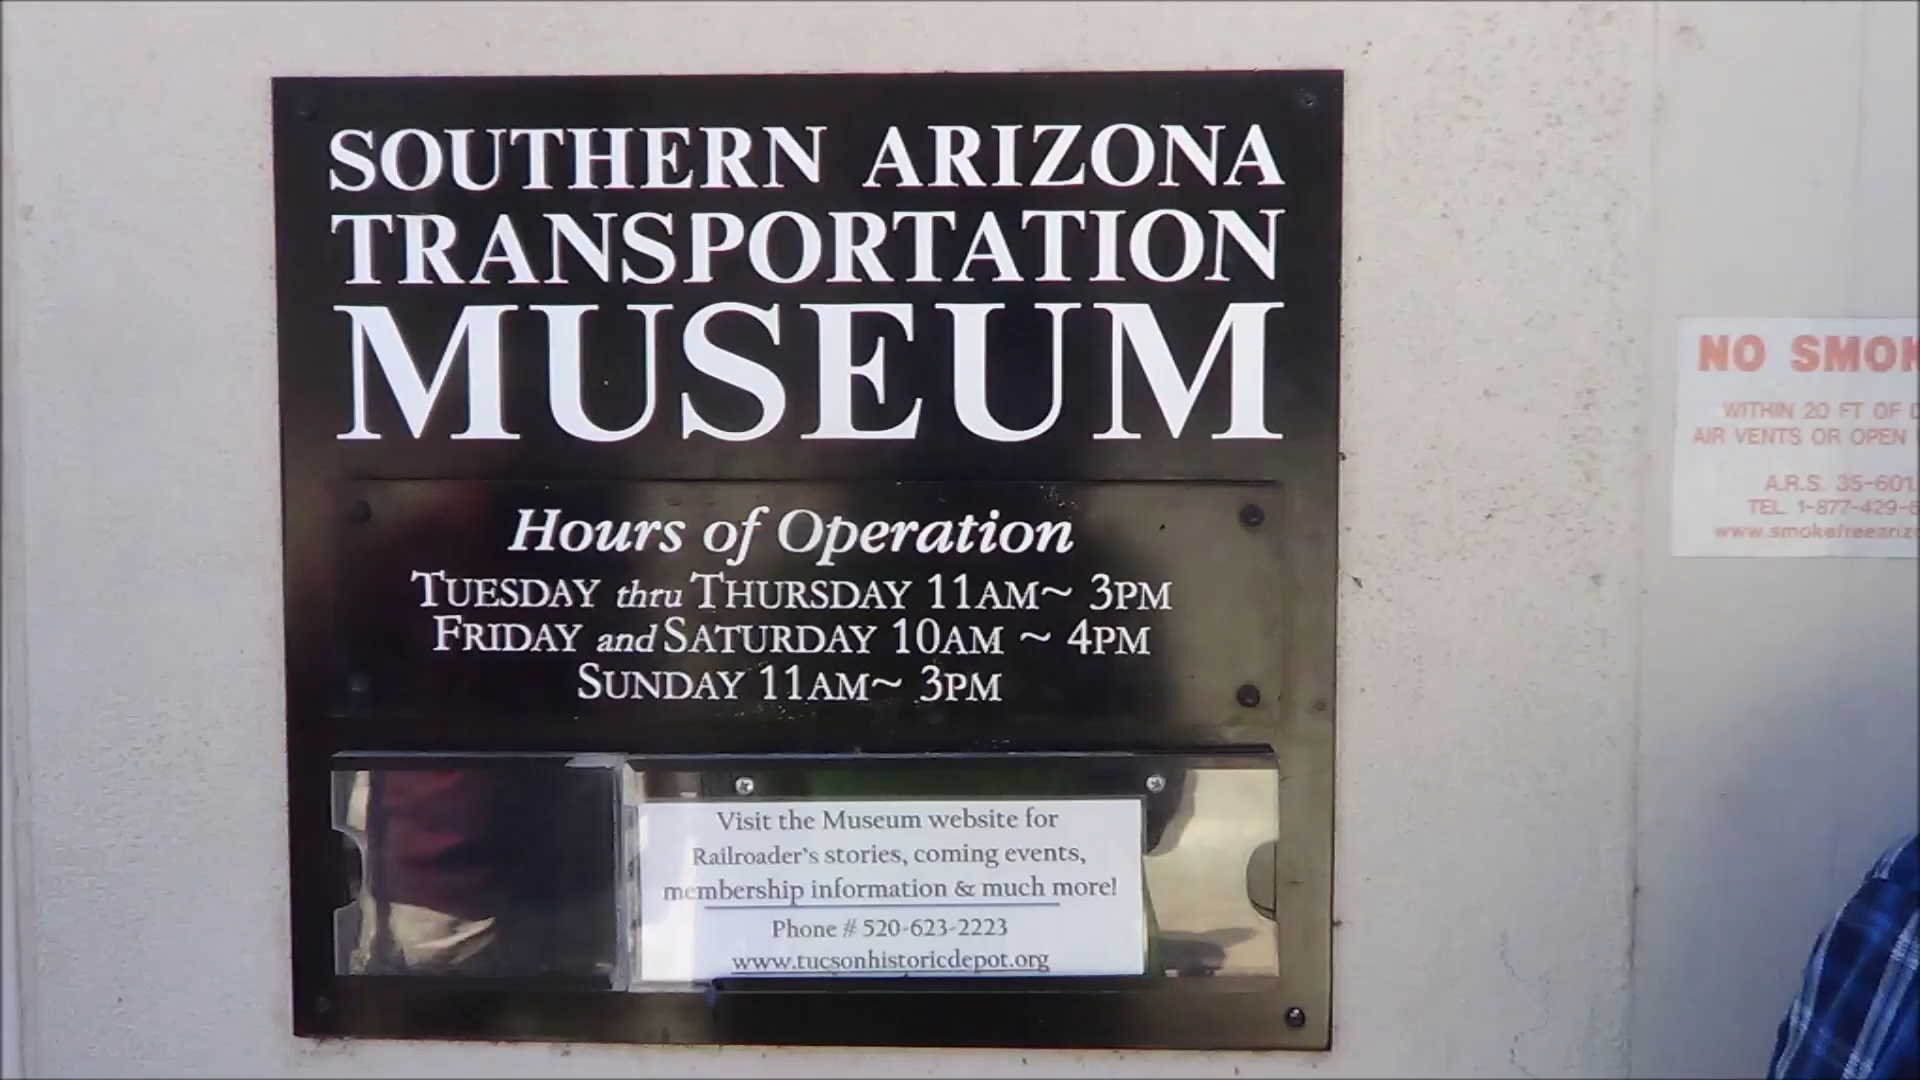 SOUTHERN ARIZONA
TRANSPORTATION
MUSEUM
Hours of Operation
TUESDAY thru THURSDAY 11AM~ 3PM
FRIDAY and SATURDAY 10AM ~ 4PM
SUNDAY 11AM~ 3PM
Visit the Museum website for
Railroader's stories, coming events,
membership information & much more!
Phone # 520-623-2223
www.tucsonhistoricdepot.org
NO
WITHIN 20 FT OF
AIR VENTS OR OPEN
A.R.S. 35-601
TEL. 1-877-429-